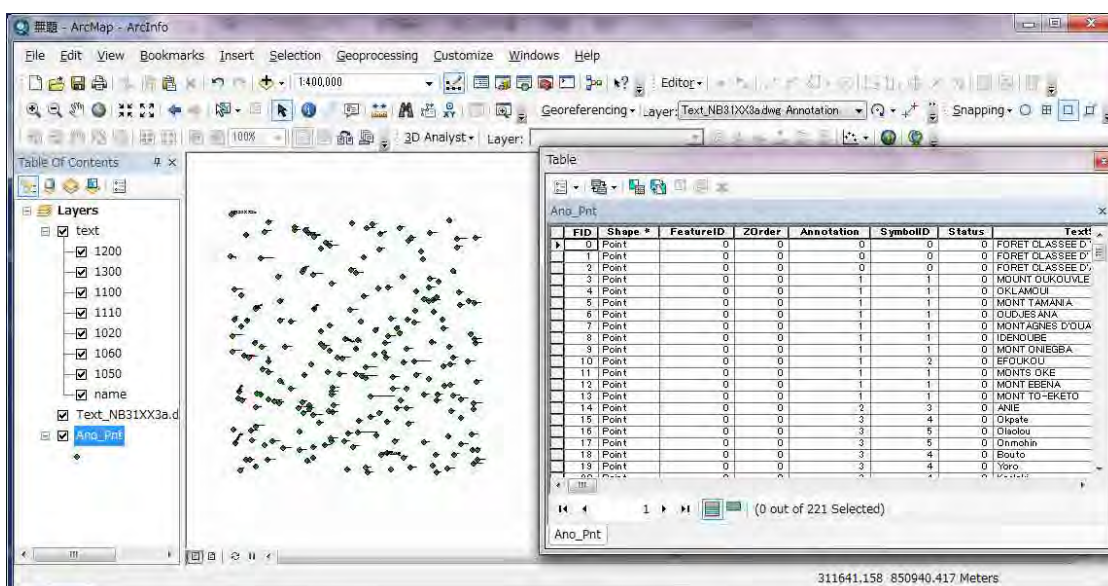 無題 - ArcMap - ArcInfo
File Edit View Bookmarks Insert Selection Geoprocessing Customize Windows Help
1:400,000 Editor
Georeferencing Layer: Text_NB31XX3a.dwg Annotation Snapping
100% 3D Analyst Layer:
Table Of Contents
Layers
text
1200
1300
1100
1110
1020
1060
1050
name
Text_NB31XX3a.d
Ano_Pnt
Table
Ano_Pnt
FID Shape * FeatureID ZOrder Annotation SymbolID Status Text
0 Point 0 0 0 0 0 FORET CLASSEE D'
1 Point 0 0 0 0 0 FORET CLASSEE D'
2 Point 0 0 0 0 0 FORET CLASSEE D'
3 Point 0 0 1 1 0 MOUNT OUKOUVLE
4 Point 0 0 1 1 0 OKLAMOUI
5 Point 0 0 1 1 0 MONT TAMANIA
6 Point 0 0 1 1 0 OUDJESANA
7 Point 0 0 1 1 0 MONTAGNES D'OUA
8 Point 0 0 1 1 0 IDENOUBE
9 Point 0 0 1 1 0 MONT ONIEGBA
10 Point 0 0 1 2 0 EFOUKOU
11 Point 0 0 1 1 0 MONTS OKE
12 Point 0 0 1 1 0 MONT EBENA
13 Point 0 0 1 1 0 MONT TO-EKETO
14 Point 0 0 2 3 0 ANIE
15 Point 0 0 3 4 0 Okpate
16 Point 0 0 3 5 0 Olaolou
17 Point 0 0 3 5 0 Onmohin
18 Point 0 0 3 4 0 Bouto
19 Point 0 0 3 4 0 Yoro
1 (0 out of 221 Selected)
Ano_Pnt
311641.158 850940.417 Meters